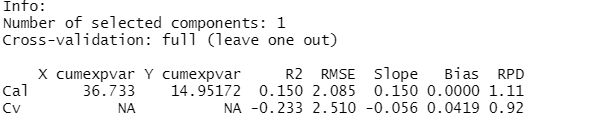 Info:
Number of selected components: 1
Cross-validation: full (leave one out)
X cumexpvar Y cumexpvar R2 RMSE Slope Bias RPD
Cal 36.733 14.95172 0.150 2.085 0.150 0.0000 1.11
Cv NA NA -0.233 2.510 -0.056 0.0419 0.92